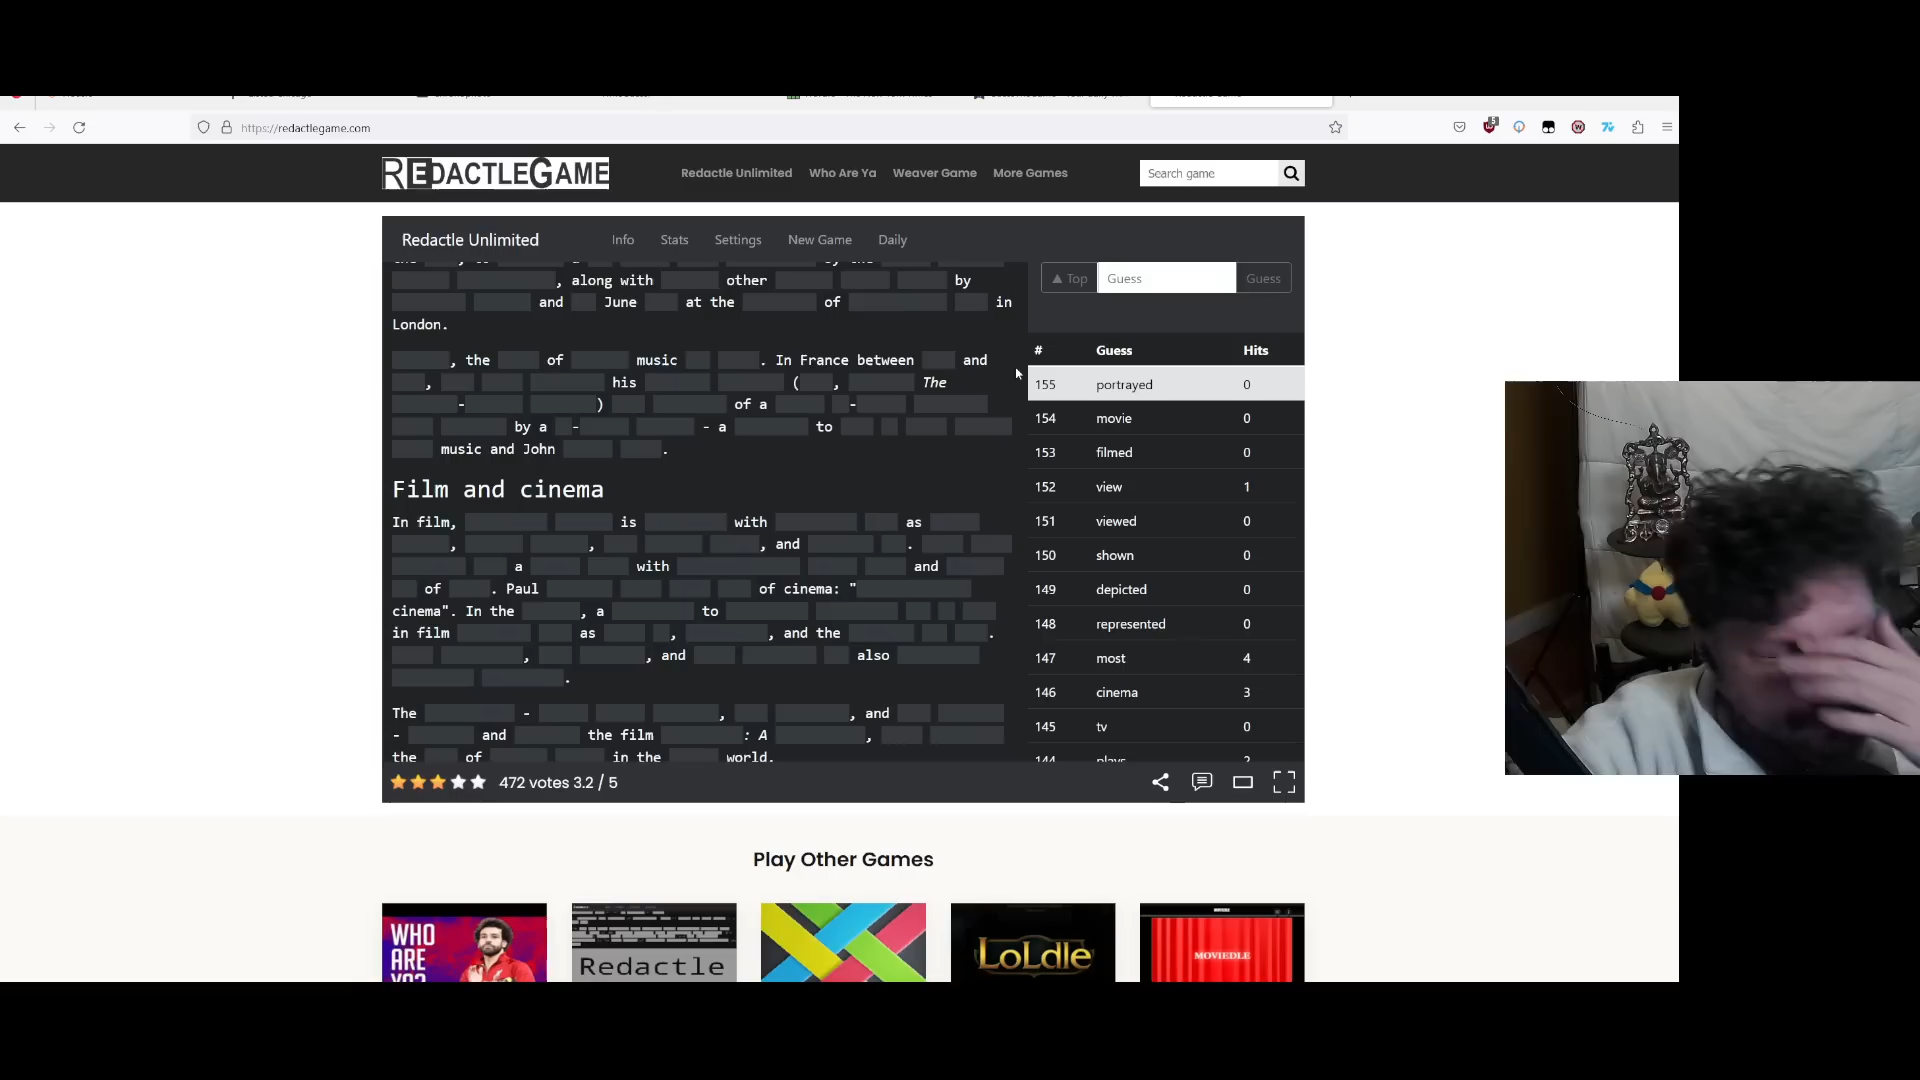 https://redactlegame.com
REDACTLEGAME
Redactle Unlimited Who Are Ya Weaver Game More Games
Search game
Redactle Unlimited Info Stats Settings New Game Daily
, along with other by
and June at the of in
London.
, the of music . In France between and
, his ( , The
- ) of a -
by a - - a to
music and John .
Film and cinema
In film, is with as
, , , and .
a with and
of . Paul of cinema: "
cinema". In the , a to
in film as , , and the .
, , and also
.
The - , , and
- and the film : A ,
the of in the world.
▲ Top Guess Guess
# Guess Hits
155 portrayed 0
154 movie 0
153 filmed 0
152 view 1
151 viewed 0
150 shown 0
149 depicted 0
148 represented 0
147 most 4
146 cinema 3
145 tv 0
144 plays 2
472 votes 3.2 / 5
Play Other Games
WHO
ARE
YA?
Redactle
LoLdle
MOVIEDLE